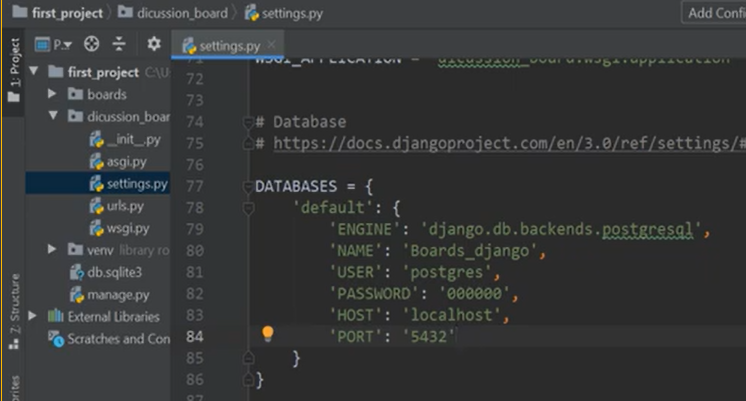 first_project dicussion_board settings.py Add Confi
1: Project
P..
settings.py
first_project C:\U
boards
dicussion_boar
__init__.py
asgi.py
settings.py
urls.py
wsgi.py
venv library ro
db.sqlite3
manage.py
External Libraries
Scratches and Con
Z: Structure
71 WSGI_APPLICATION = 'dicussion_board.wsgi.application'
72
73
74 # Database
75 # https://docs.djangoproject.com/en/3.0/ref/settings/#
76
77 DATABASES = {
78 'default': {
79 'ENGINE': 'django.db.backends.postgresql',
80 'NAME': 'Boards_django',
81 'USER': 'postgres',
82 'PASSWORD': '000000',
83 'HOST': 'localhost',
84 'PORT': '5432'
85 }
86 }
87